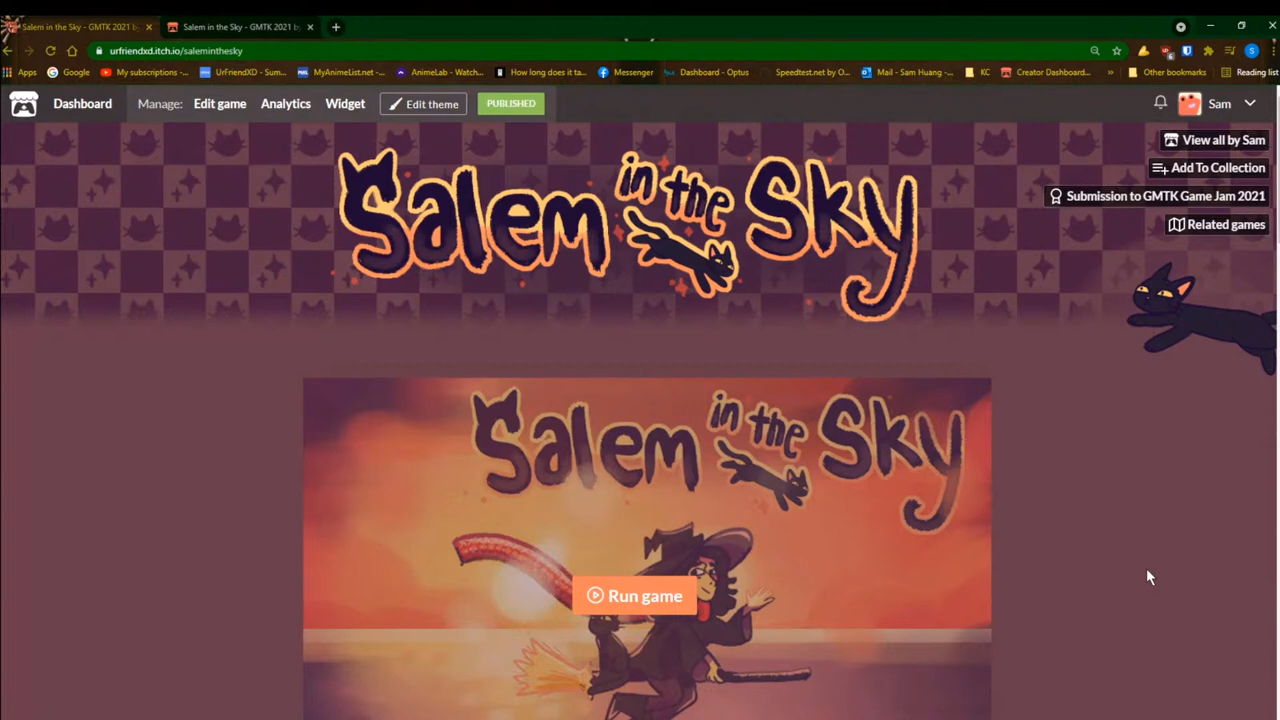 Salem in the Sky - GMTK 2021 b
Salem in the Sky - GMTK 2021 by
urfriendxd.itch.io/saleminthesky
Apps
Google
My subscriptions -...
UrFriendXD - Sum...
MyAnimeList.net -...
AnimeLab - Watch...
How long does it ta...
Messenger
Dashboard - Optus
Speedtest.net by O...
Mail - Sam Huang -...
KC
Creator Dashboard...
»
Other bookmarks
Reading list
Dashboard
Manage:
Edit game
Analytics
Widget
Edit theme
PUBLISHED
Sam
View all by Sam
Add To Collection
Submission to GMTK Game Jam 2021
Related games
Salem in the Sky
Salem in the Sky
Run game